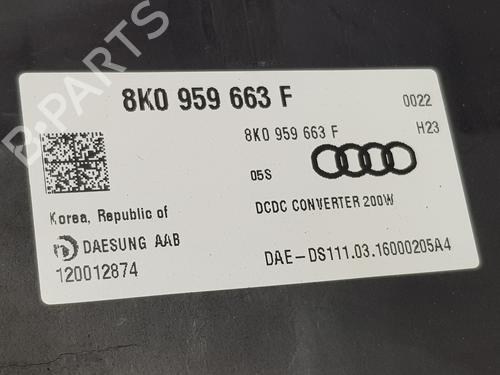 8K0 959 663 F
0022
8K0 959 663 F
H23
05S
DCDC CONVERTER 200W
Korea, Republic of
DAESUNG AAB
120012874
DAE-DS111.03.16000205A4
B-PARTS